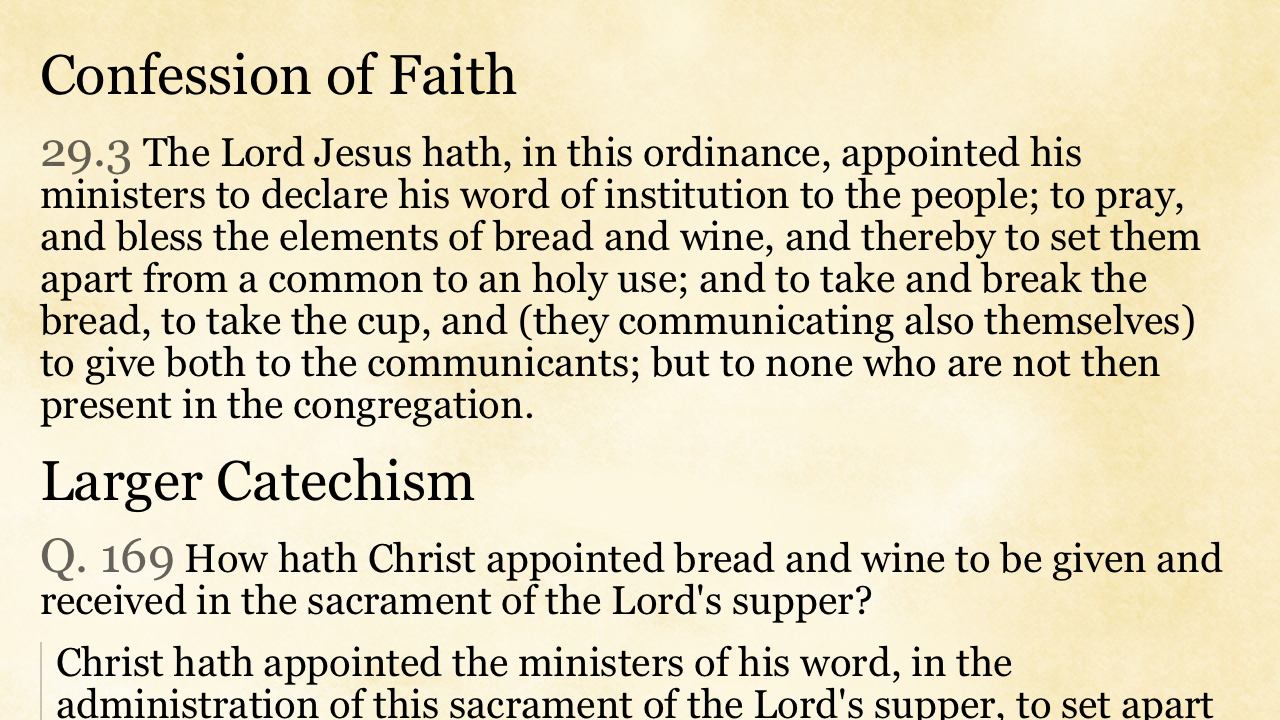 Confession of Faith
29.3 The Lord Jesus hath, in this ordinance, appointed his
ministers to declare his word of institution to the people; to pray,
and bless the elements of bread and wine, and thereby to set them
apart from a common to an holy use; and to take and break the
bread, to take the cup, and (they communicating also themselves)
to give both to the communicants; but to none who are not then
present in the congregation.
Larger Catechism
Q. 169 How hath Christ appointed bread and wine to be given and
received in the sacrament of the Lord's supper?
Christ hath appointed the ministers of his word, in the
administration of this sacrament of the Lord's supper, to set apart